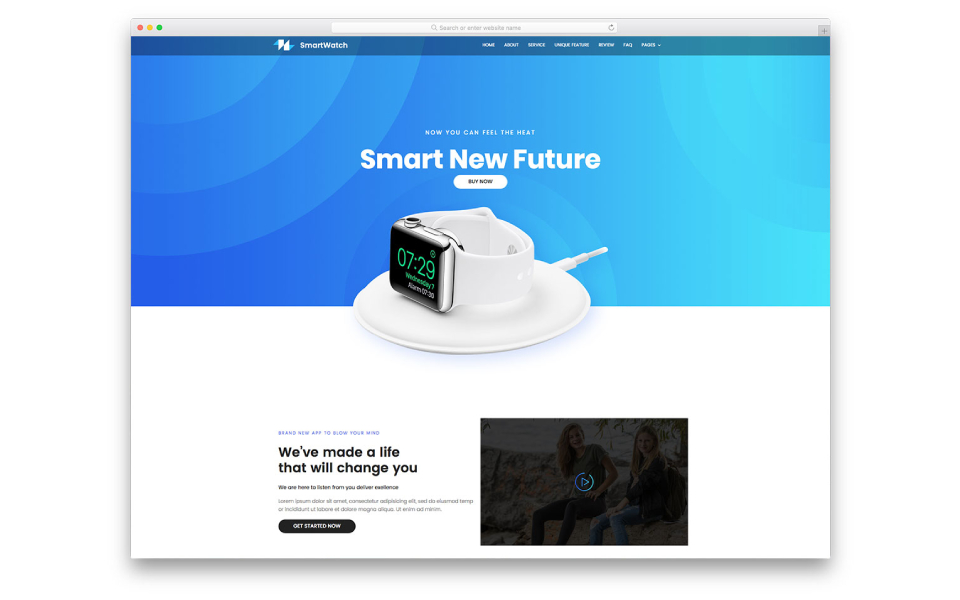 Search or enter website name
SmartWatch
HOME ABOUT SERVICE UNIQUE FEATURE REVIEW FAQ PAGES
NOW YOU CAN FEEL THE HEAT
Smart New Future
BUY NOW
07:29
Wednesday 7
Alarm 07:30
BRAND NEW APP TO BLOW YOUR MIND
We've made a life
that will change you
We are here to listen from you deliver exellence
Lorem ipsum dolor sit amet, consectetur adipisicing elit, sed do eiusmod temp
or incididunt ut labore et dolore magna aliqua. Ut enim ad minim.
GET STARTED NOW